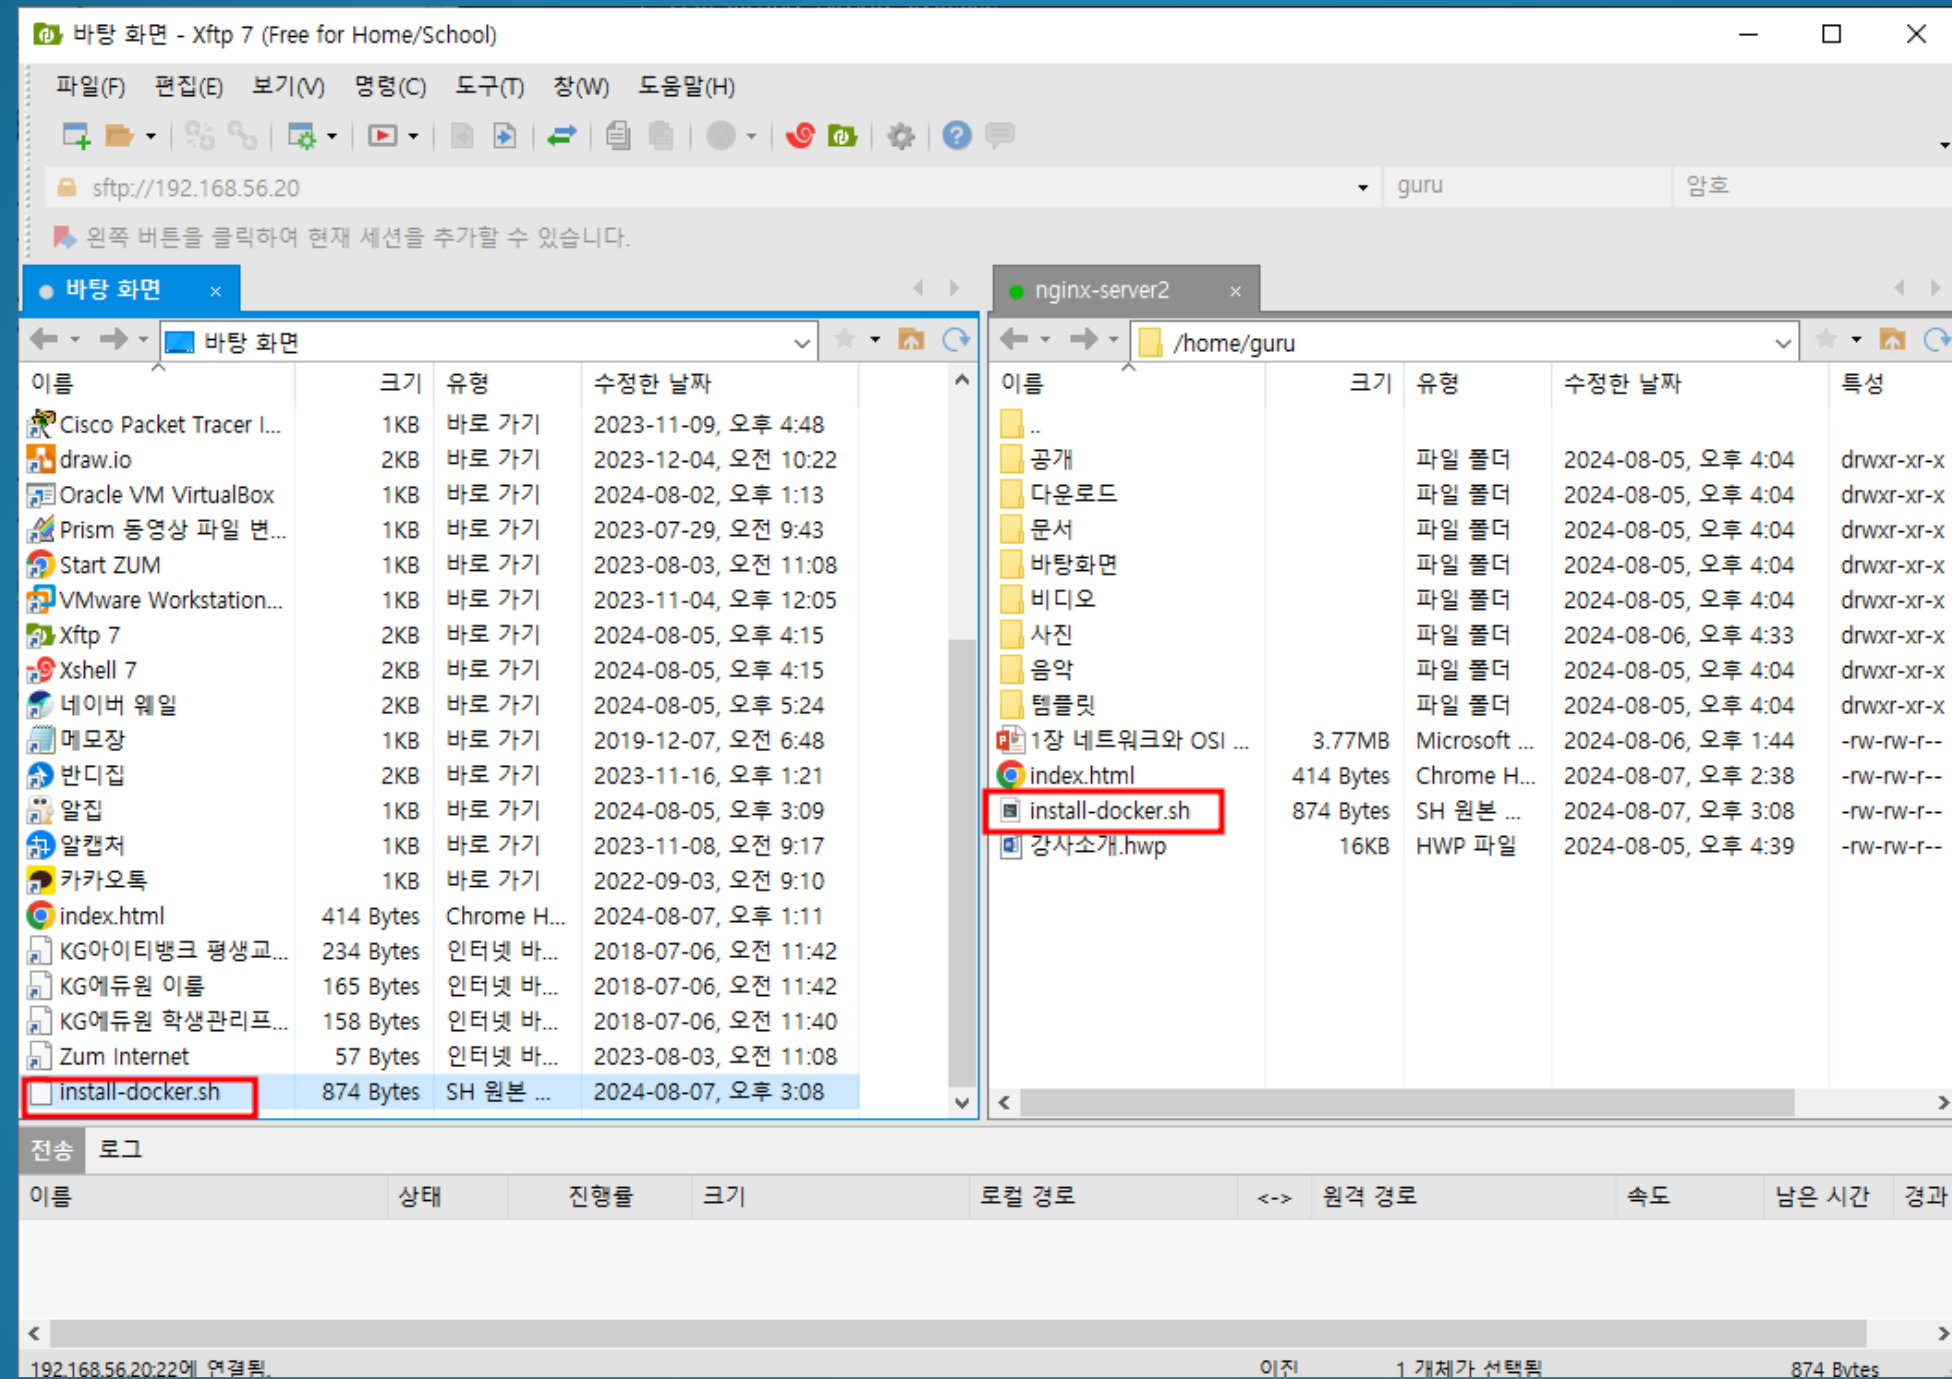 바탕 화면 - Xftp 7 (Free for Home/School)
파일(F) 편집(E) 보기(V) 명령(C) 도구(T) 창(W) 도움말(H)
sftp://192.168.56.20 guru 암호
왼쪽 버튼을 클릭하여 현재 세션을 추가할 수 있습니다.
바탕 화면
바탕 화면
이름 크기 유형 수정한 날짜
Cisco Packet Tracer I... 1KB 바로 가기 2023-11-09, 오후 4:48
draw.io 2KB 바로 가기 2023-12-04, 오전 10:22
Oracle VM VirtualBox 1KB 바로 가기 2024-08-02, 오후 1:13
Prism 동영상 파일 변... 1KB 바로 가기 2023-07-29, 오전 9:43
Start ZUM 1KB 바로 가기 2023-08-03, 오전 11:08
VMware Workstation... 1KB 바로 가기 2023-11-04, 오후 12:05
Xftp 7 2KB 바로 가기 2024-08-05, 오후 4:15
Xshell 7 2KB 바로 가기 2024-08-05, 오후 4:15
네이버 웨일 2KB 바로 가기 2024-08-05, 오후 5:24
메모장 1KB 바로 가기 2019-12-07, 오전 6:48
반디집 2KB 바로 가기 2023-11-16, 오후 1:21
알집 1KB 바로 가기 2024-08-05, 오후 3:09
알캡처 1KB 바로 가기 2023-11-08, 오전 9:17
카카오톡 1KB 바로 가기 2022-09-03, 오전 9:10
index.html 414 Bytes Chrome H... 2024-08-07, 오후 1:11
KG아이티뱅크 평생교... 234 Bytes 인터넷 바... 2018-07-06, 오전 11:42
KG에듀원 이룸 165 Bytes 인터넷 바... 2018-07-06, 오전 11:42
KG에듀원 학생관리프... 158 Bytes 인터넷 바... 2018-07-06, 오전 11:40
Zum Internet 57 Bytes 인터넷 바... 2023-08-03, 오전 11:08
install-docker.sh 874 Bytes SH 원본 ... 2024-08-07, 오후 3:08
nginx-server2
/home/guru
이름 크기 유형 수정한 날짜 특성
..
공개 파일 폴더 2024-08-05, 오후 4:04 drwxr-xr-x
다운로드 파일 폴더 2024-08-05, 오후 4:04 drwxr-xr-x
문서 파일 폴더 2024-08-05, 오후 4:04 drwxr-xr-x
바탕화면 파일 폴더 2024-08-05, 오후 4:04 drwxr-xr-x
비디오 파일 폴더 2024-08-05, 오후 4:04 drwxr-xr-x
사진 파일 폴더 2024-08-06, 오후 4:33 drwxr-xr-x
음악 파일 폴더 2024-08-05, 오후 4:04 drwxr-xr-x
템플릿 파일 폴더 2024-08-05, 오후 4:04 drwxr-xr-x
1장 네트워크와 OSI ... 3.77MB Microsoft ... 2024-08-06, 오후 1:44 -rw-rw-r--
index.html 414 Bytes Chrome H... 2024-08-07, 오후 2:38 -rw-rw-r--
install-docker.sh 874 Bytes SH 원본 ... 2024-08-07, 오후 3:08 -rw-rw-r--
강사소개.hwp 16KB HWP 파일 2024-08-05, 오후 4:39 -rw-rw-r--
전송 로그
이름 상태 진행률 크기 로컬 경로 <-> 원격 경로 속도 남은 시간 경과
192.168.56.20:22에 연결됨. 이진 1 개체가 선택됨 874 Bytes